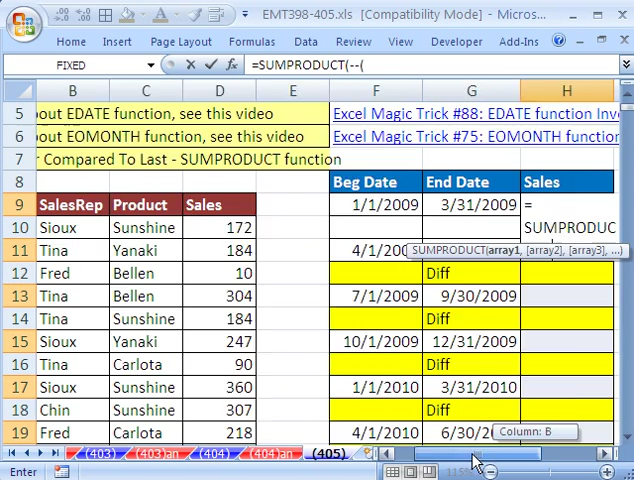 EMT398-405.xls [Compatibility Mode] - Micros...
Home Insert Page Layout Formulas Data Review View Developer Add-Ins
FIXED =SUMPRODUCT(--(
B C D E F G H
5 bout EDATE function, see this video Excel Magic Trick #88: EDATE function Inv
6 bout EOMONTH function, see this video Excel Magic Trick #75: EOMONTH function
7 r Compared To Last - SUMPRODUCT function
8 Beg Date End Date Sales
9 SalesRep Product Sales 1/1/2009 3/31/2009 =
10 Sioux Sunshine 172 SUMPRODUC
11 Tina Yanaki 184 4/1/200
SUMPRODUCT(array1, [array2], [array3], ...)
12 Fred Bellen 10 Diff
13 Tina Bellen 304 7/1/2009 9/30/2009
14 Tina Sunshine 184 Diff
15 Sioux Yanaki 247 10/1/2009 12/31/2009
16 Tina Carlota 90 Diff
17 Sioux Sunshine 360 1/1/2010 3/31/2010
18 Chin Sunshine 307 Diff
19 Fred Carlota 218 4/1/2010 6/30/20
Column: B
(403) (403)an (404) (404)an (405)
Enter 115%